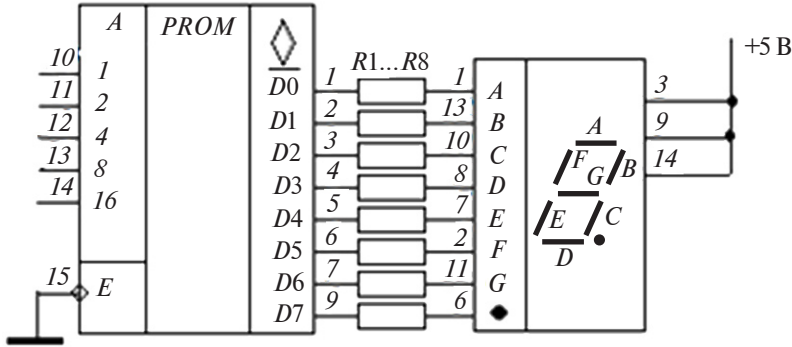 A PROM
+5 В
R1...R8
10 1 D0 1 1 A 3
11 2 D1 2 13 B 9
12 4 D2 3 10 C 14
13 8 D3 4 8 D
14 16 D4 5 7 E
D5 6 2 F
15 E D6 7 11 G
D7 9 6
A
F G B
E C
D